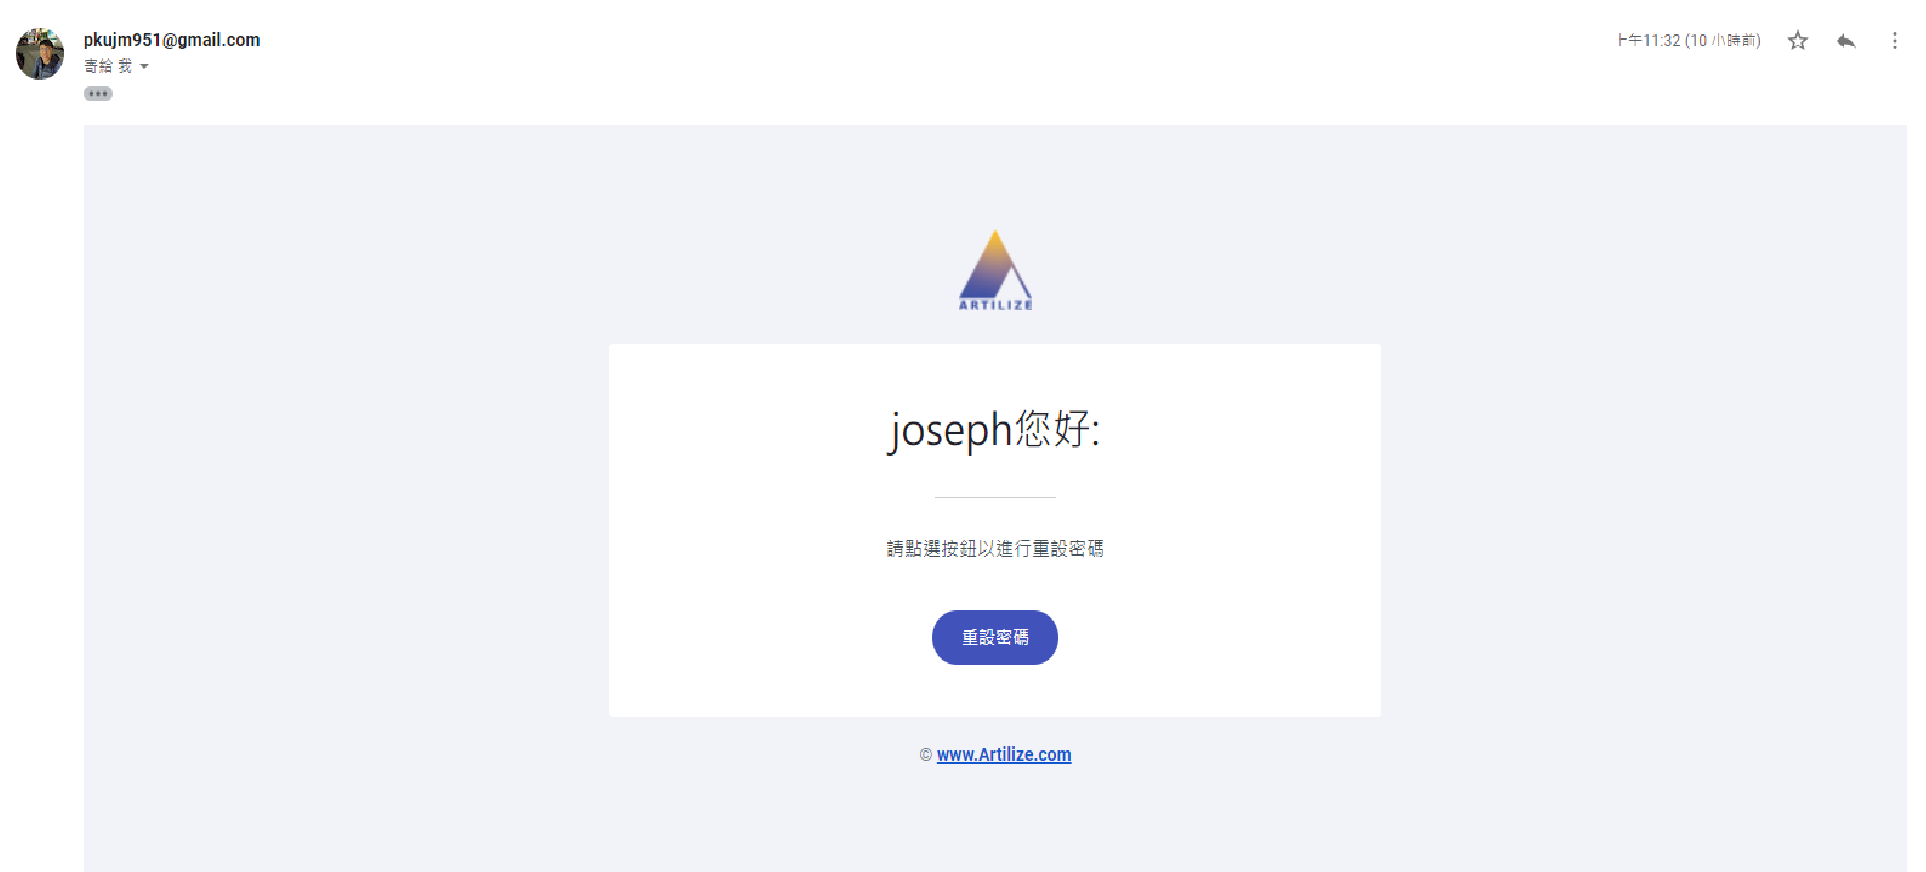 pkujm951@gmail.com
上午11:32 (10 小時前)
寄給 我
ARTILIZE
joseph您好:
請點選按鈕以進行重設密碼
重設密碼
© www.Artilize.com